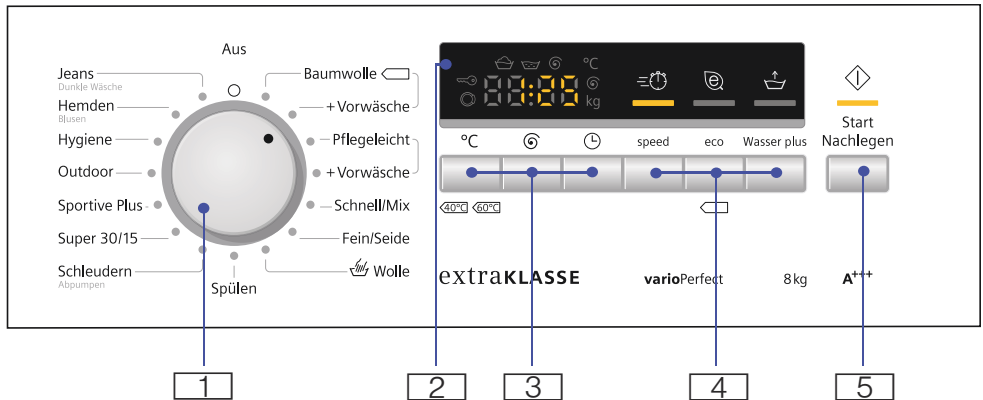 Aus
Jeans
Dunkle Wäsche
Hemden
Blusen
Hygiene
Outdoor
Sportive Plus
Super 30/15
Schleudern
Abpumpen
Spülen
Baumwolle
+ Vorwäsche
Pflegeleicht
+ Vorwäsche
Schnell/Mix
Fein/Seide
Wolle
1:25
°C
kg
°C
speed
eco
Wasser plus
Start
Nachlegen
40°C 60°C
extraKLASSE
varioPerfect
8 kg
A+++
1
2
3
4
5